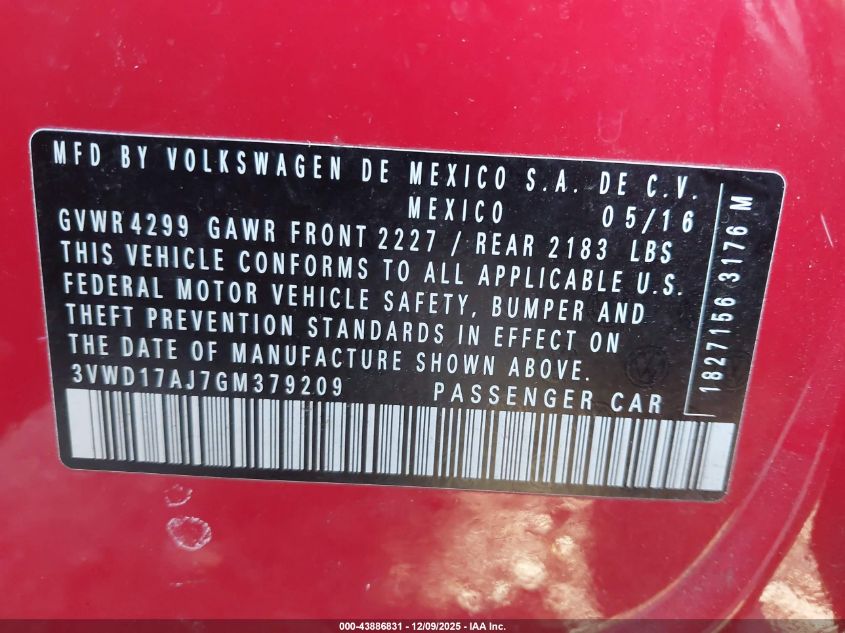 MFD BY VOLKSWAGEN DE MEXICO S.A. DE C.V.
MEXICO 05/16
GVWR 4299 GAWR FRONT 2227 / REAR 2183 LBS
THIS VEHICLE CONFORMS TO ALL APPLICABLE U.S.
FEDERAL MOTOR VEHICLE SAFETY, BUMPER AND
THEFT PREVENTION STANDARDS IN EFFECT ON
THE DATE OF MANUFACTURE SHOWN ABOVE.
3VWD17AJ7GM379209 PASSENGER CAR
1827156 3176 M
000-43886831 - 12/09/2025 - IAA Inc.